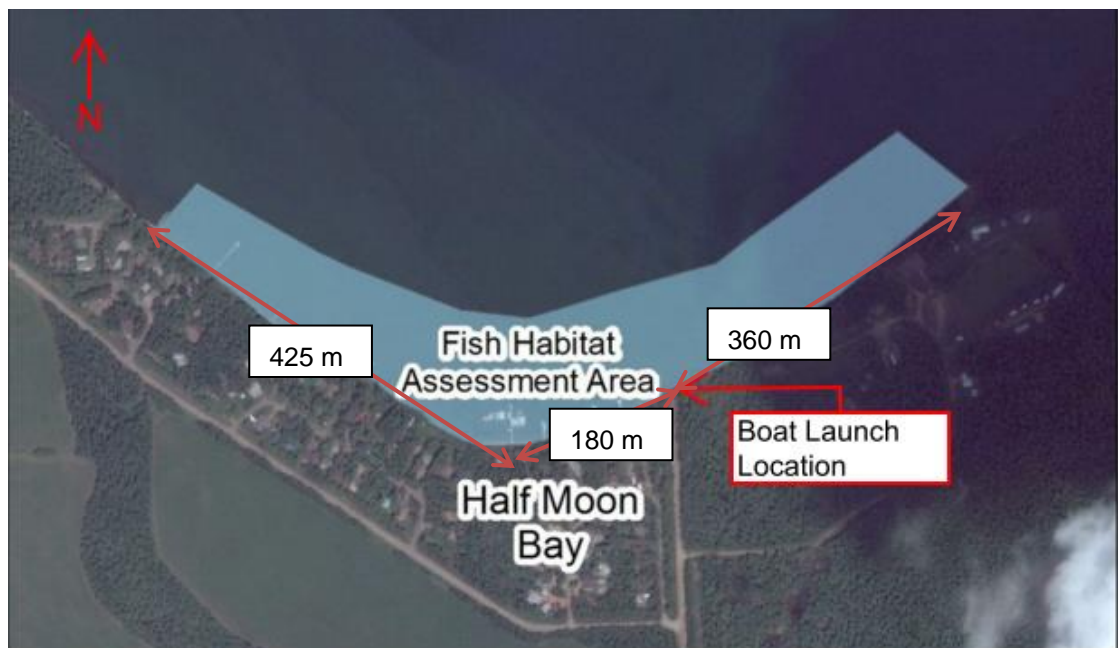 N
425 m
Fish Habitat
Assessment Area
360 m
180 m
Boat Launch
Location
Half Moon
Bay